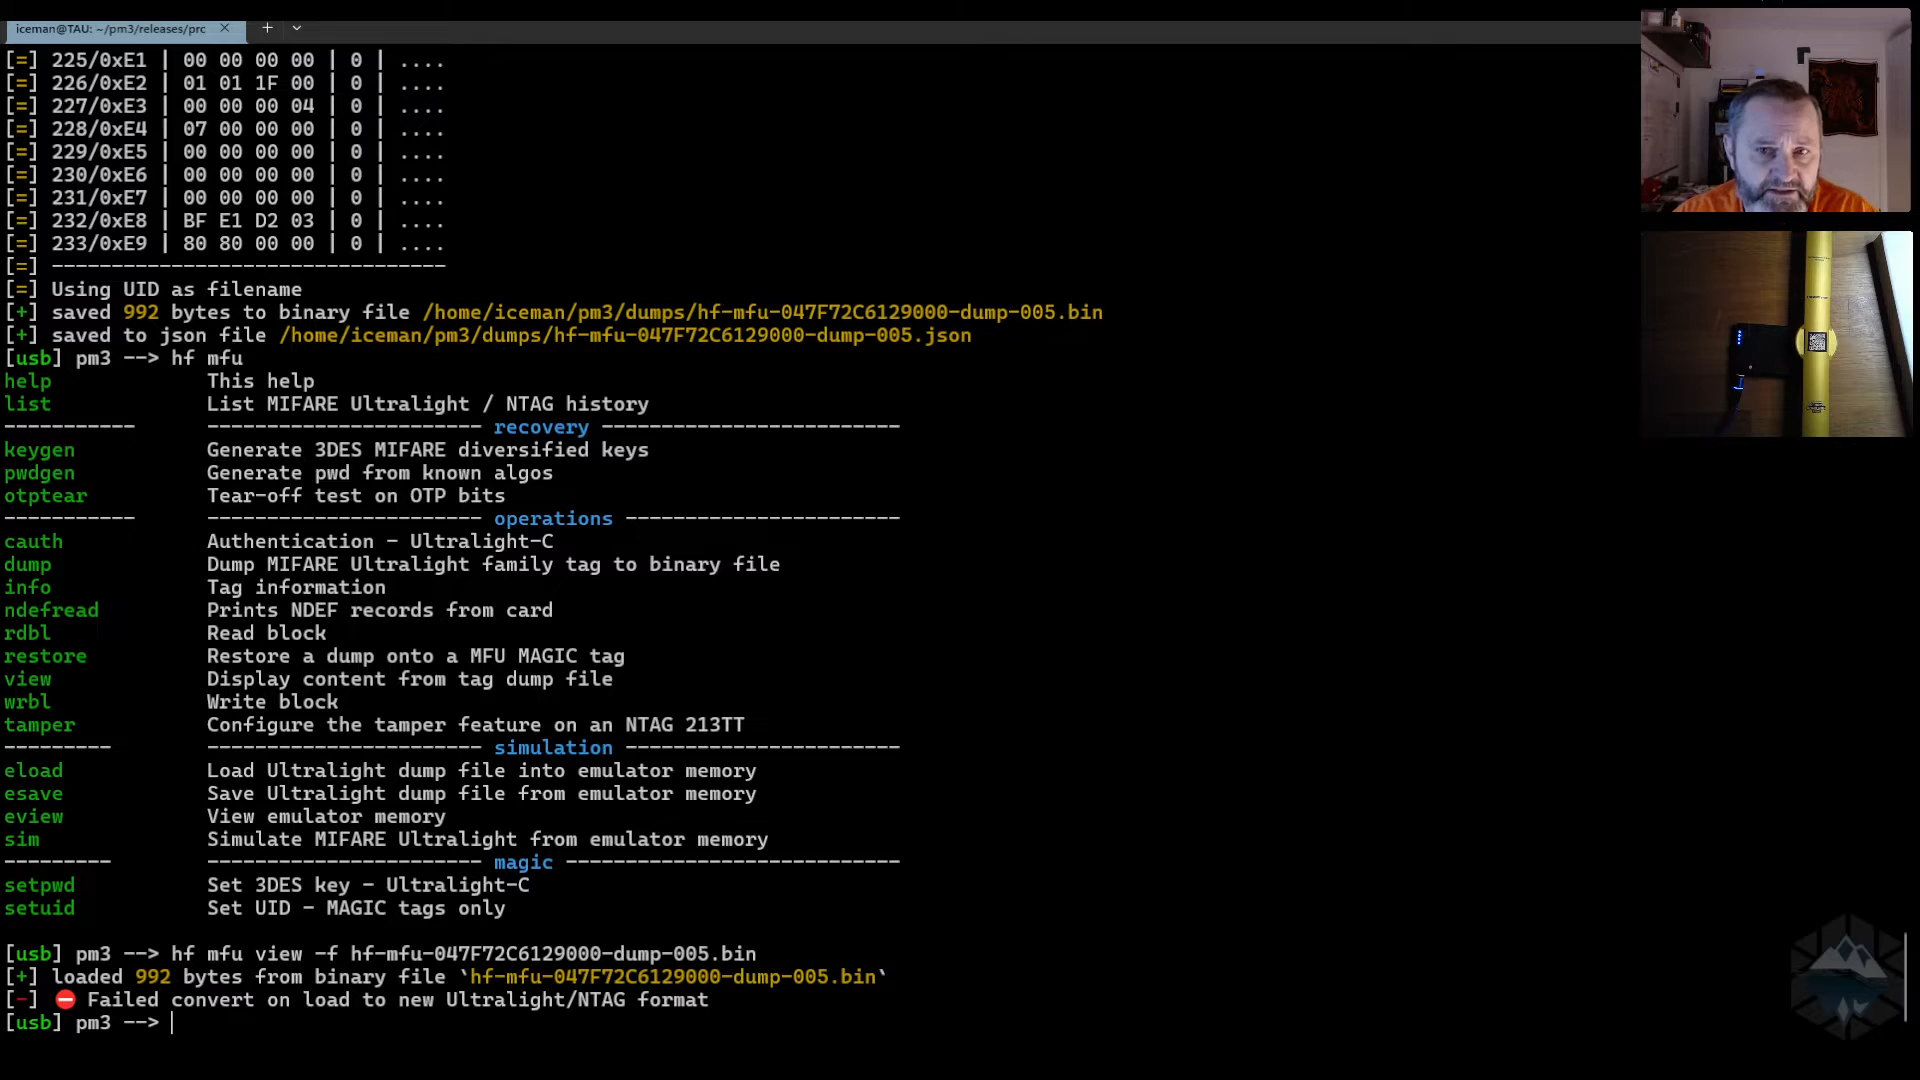 iceman@TAU: ~/pm3/releases/prc
[=] 225/0xE1 | 00 00 00 00 | 0 | ....
[=] 226/0xE2 | 01 01 1F 00 | 0 | ....
[=] 227/0xE3 | 00 00 00 04 | 0 | ....
[=] 228/0xE4 | 07 00 00 00 | 0 | ....
[=] 229/0xE5 | 00 00 00 00 | 0 | ....
[=] 230/0xE6 | 00 00 00 00 | 0 | ....
[=] 231/0xE7 | 00 00 00 00 | 0 | ....
[=] 232/0xE8 | BF E1 D2 03 | 0 | ....
[=] 233/0xE9 | 80 80 00 00 | 0 | ....
[=] ---------------------------------
[=] Using UID as filename
[+] saved 992 bytes to binary file /home/iceman/pm3/dumps/hf-mfu-047F72C6129000-dump-005.bin
[+] saved to json file /home/iceman/pm3/dumps/hf-mfu-047F72C6129000-dump-005.json
[usb] pm3 --> hf mfu
help This help
list List MIFARE Ultralight / NTAG history
----------- ----------------------- recovery -------------------------
keygen Generate 3DES MIFARE diversified keys
pwdgen Generate pwd from known algos
otptear Tear-off test on OTP bits
----------- ----------------------- operations -----------------------
cauth Authentication - Ultralight-C
dump Dump MIFARE Ultralight family tag to binary file
info Tag information
ndefread Prints NDEF records from card
rdbl Read block
restore Restore a dump onto a MFU MAGIC tag
view Display content from tag dump file
wrbl Write block
tamper Configure the tamper feature on an NTAG 213TT
--------- ----------------------- simulation -----------------------
eload Load Ultralight dump file into emulator memory
esave Save Ultralight dump file from emulator memory
eview View emulator memory
sim Simulate MIFARE Ultralight from emulator memory
--------- ----------------------- magic ----------------------------
setpwd Set 3DES key - Ultralight-C
setuid Set UID - MAGIC tags only
[usb] pm3 --> hf mfu view -f hf-mfu-047F72C6129000-dump-005.bin
[+] loaded 992 bytes from binary file `hf-mfu-047F72C6129000-dump-005.bin`
[-] ⛔ Failed convert on load to new Ultralight/NTAG format
[usb] pm3 -->